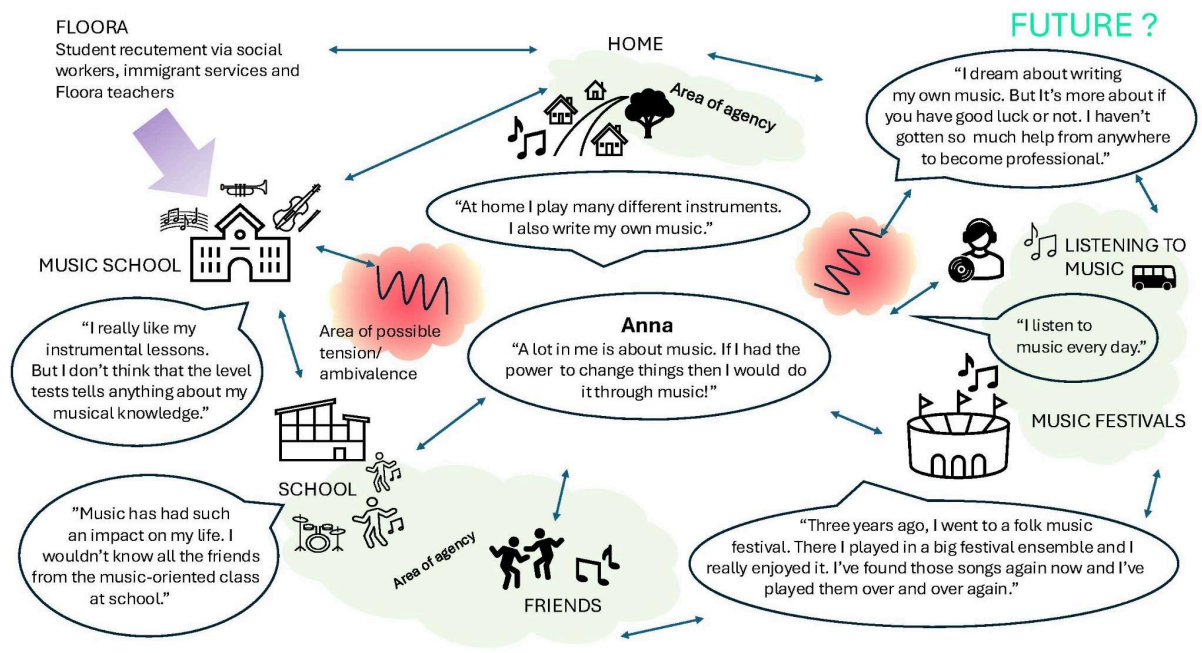 FLOORA
Student recutement via social
workers, immigrant services and
Floora teachers
HOME
Area of agency
FUTURE ?
“I dream about writing
my own music. But It’s more about if
you have good luck or not. I haven’t
gotten so much help from anywhere
to become professional.”
“At home I play many different instruments.
I also write my own music.”
MUSIC SCHOOL
LISTENING TO
MUSIC
“I really like my
instrumental lessons.
But I don’t think that the level
tests tells anything about my
musical knowledge.”
Area of possible
tension/
ambivalence
Anna
“A lot in me is about music. If I had the
power to change things then I would do
it through music!”
“I listen to
music every day.”
MUSIC FESTIVALS
SCHOOL
”Music has had such
an impact on my life. I
wouldn’t know all the friends
from the music-oriented class
at school.”
Area of agency
FRIENDS
“Three years ago, I went to a folk music
festival. There I played in a big festival ensemble and I
really enjoyed it. I’ve found those songs again now and I’ve
played them over and over again.”